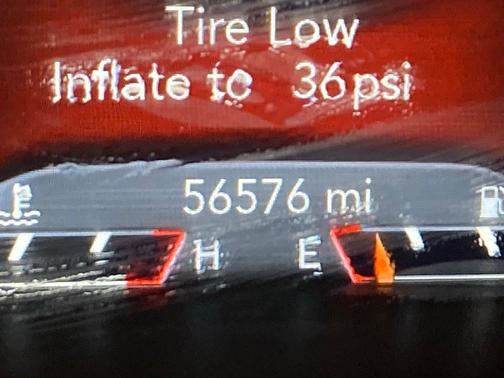 Tire Low
Inflate to 36psi
56576 mi
H E